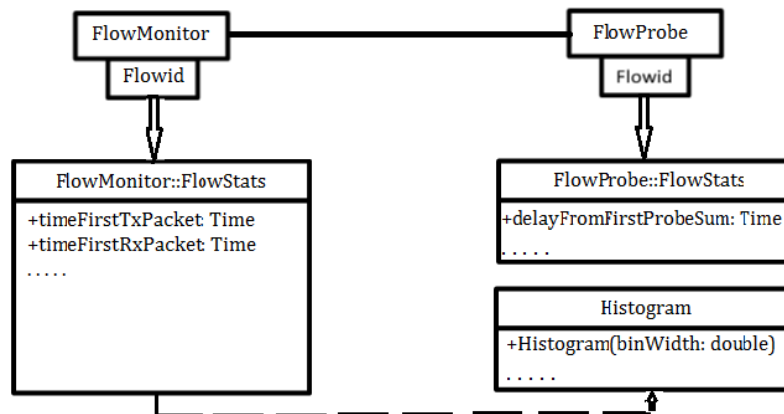 FlowMonitor
Flowid
FlowProbe
Flowid
FlowMonitor::FlowStats
+timeFirstTxPacket: Time
+timeFirstRxPacket: Time
.....
FlowProbe::FlowStats
+delayFromFirstProbeSum: Time
.....
Histogram
+Histogram(binWidth: double)
.....